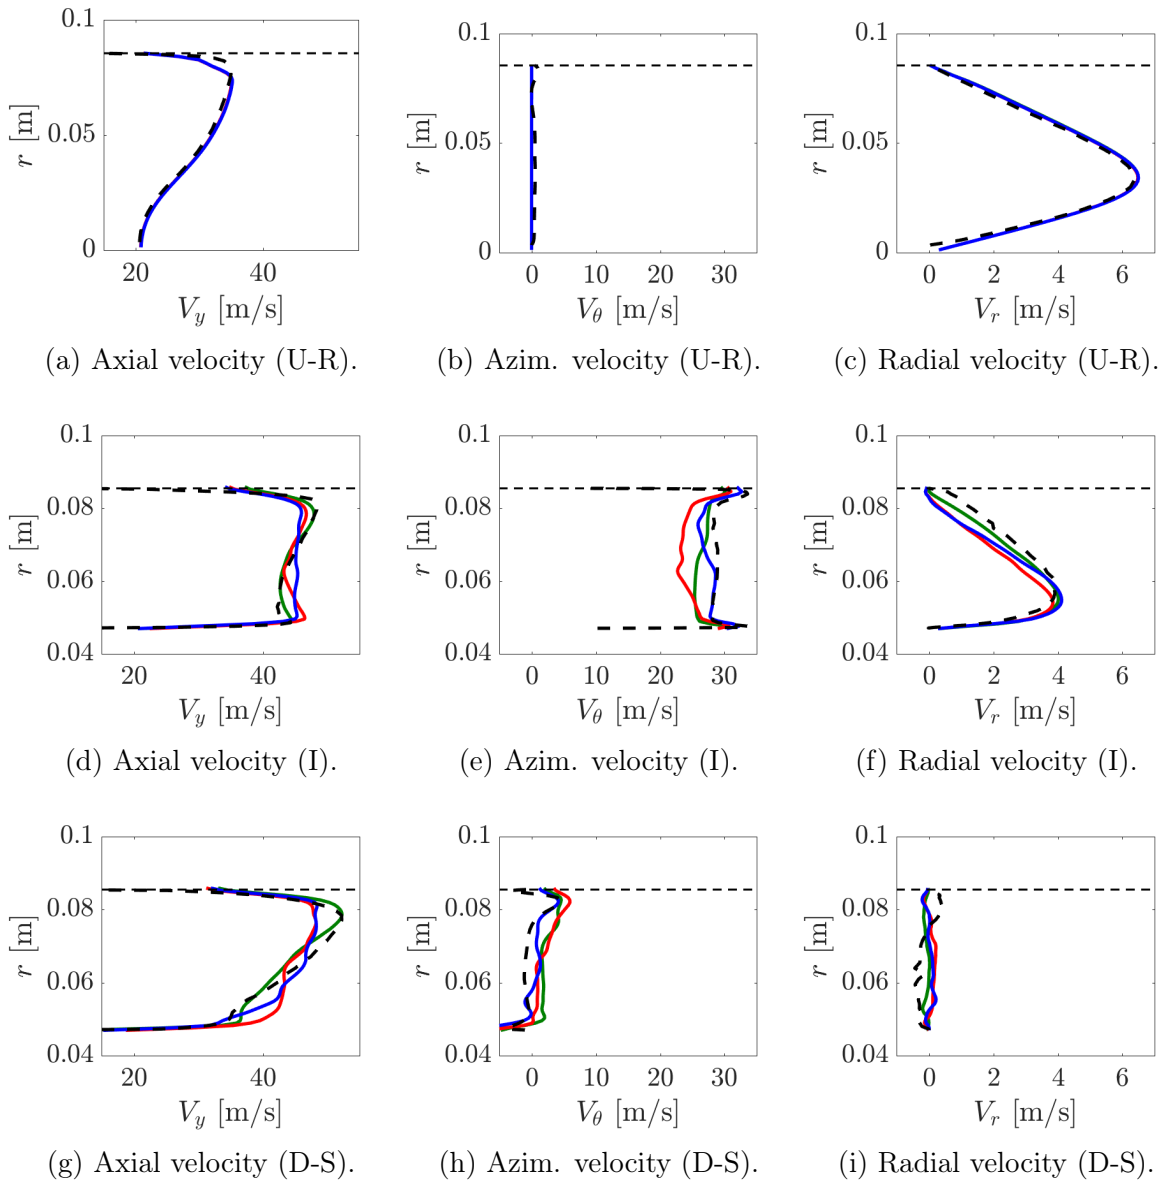 0.1 0.1 0.1
r [m] r [m] r [m]
0.05 0.05 0.05
0 0 0
20 40 0 10 20 30 0 2 4 6
V_y [m/s] V_θ [m/s] V_r [m/s]
(a) Axial velocity (U-R). (b) Azim. velocity (U-R). (c) Radial velocity (U-R).
0.1 0.1 0.1
0.08 0.08 0.08
r [m] r [m] r [m]
0.06 0.06 0.06
0.04 0.04 0.04
20 40 0 10 20 30 0 2 4 6
V_y [m/s] V_θ [m/s] V_r [m/s]
(d) Axial velocity (I). (e) Azim. velocity (I). (f) Radial velocity (I).
0.1 0.1 0.1
0.08 0.08 0.08
r [m] r [m] r [m]
0.06 0.06 0.06
0.04 0.04 0.04
20 40 0 10 20 30 0 2 4 6
V_y [m/s] V_θ [m/s] V_r [m/s]
(g) Axial velocity (D-S). (h) Azim. velocity (D-S). (i) Radial velocity (D-S).